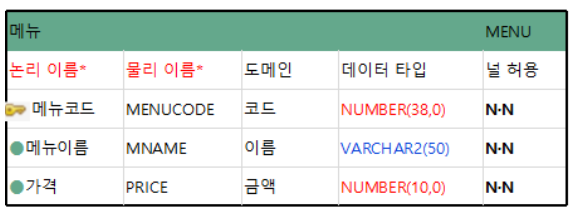 메뉴 MENU
논리 이름* 물리 이름* 도메인 데이터 타입 널 허용
메뉴코드 MENUCODE 코드 NUMBER(38,0) N·N
메뉴이름 MNAME 이름 VARCHAR2(50) N·N
가격 PRICE 금액 NUMBER(10,0) N·N